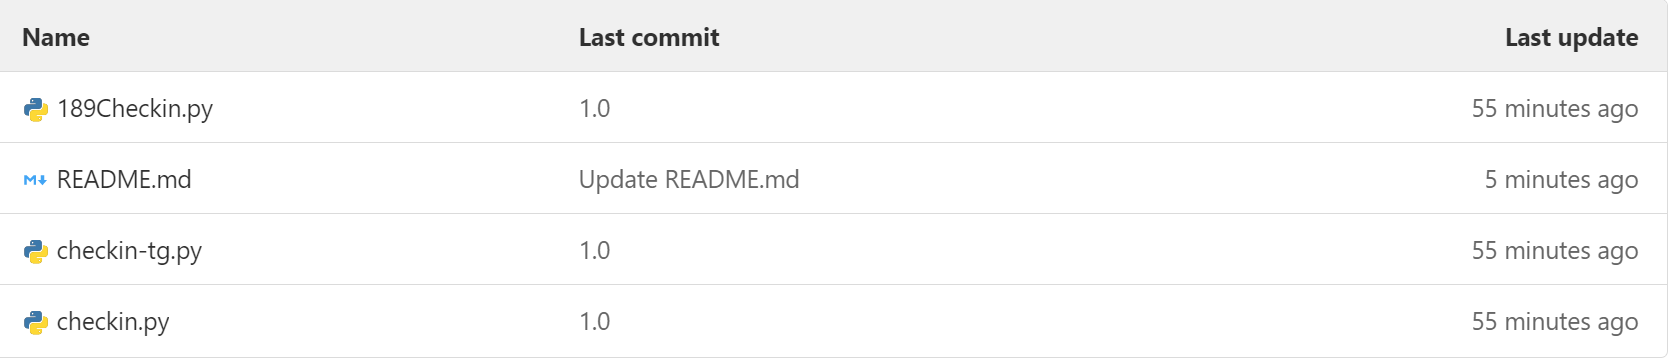 Name Last commit Last update
189Checkin.py 1.0 55 minutes ago
README.md Update README.md 5 minutes ago
checkin-tg.py 1.0 55 minutes ago
checkin.py 1.0 55 minutes ago